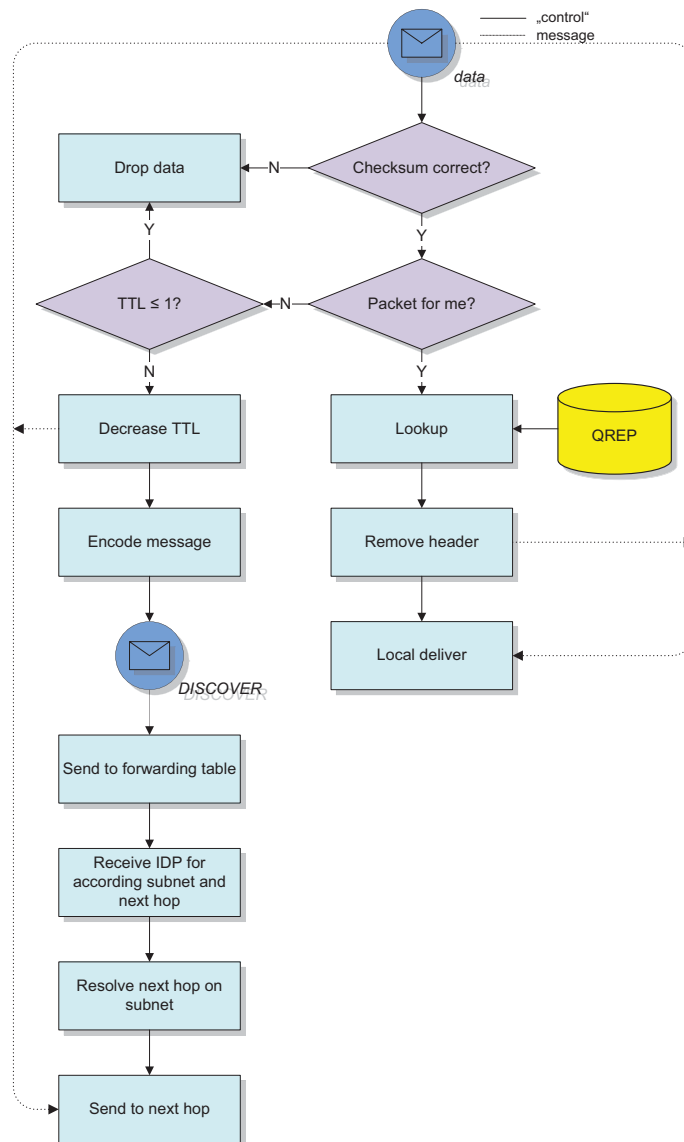 „control“
message
data
Drop data
N
Checksum correct?
Y
Y
TTL ≤ 1?
N
Packet for me?
N
Y
Decrease TTL
Lookup
QREP
Encode message
Remove header
Local deliver
DISCOVER
Send to forwarding table
Receive IDP for
according subnet and
next hop
Resolve next hop on
subnet
Send to next hop